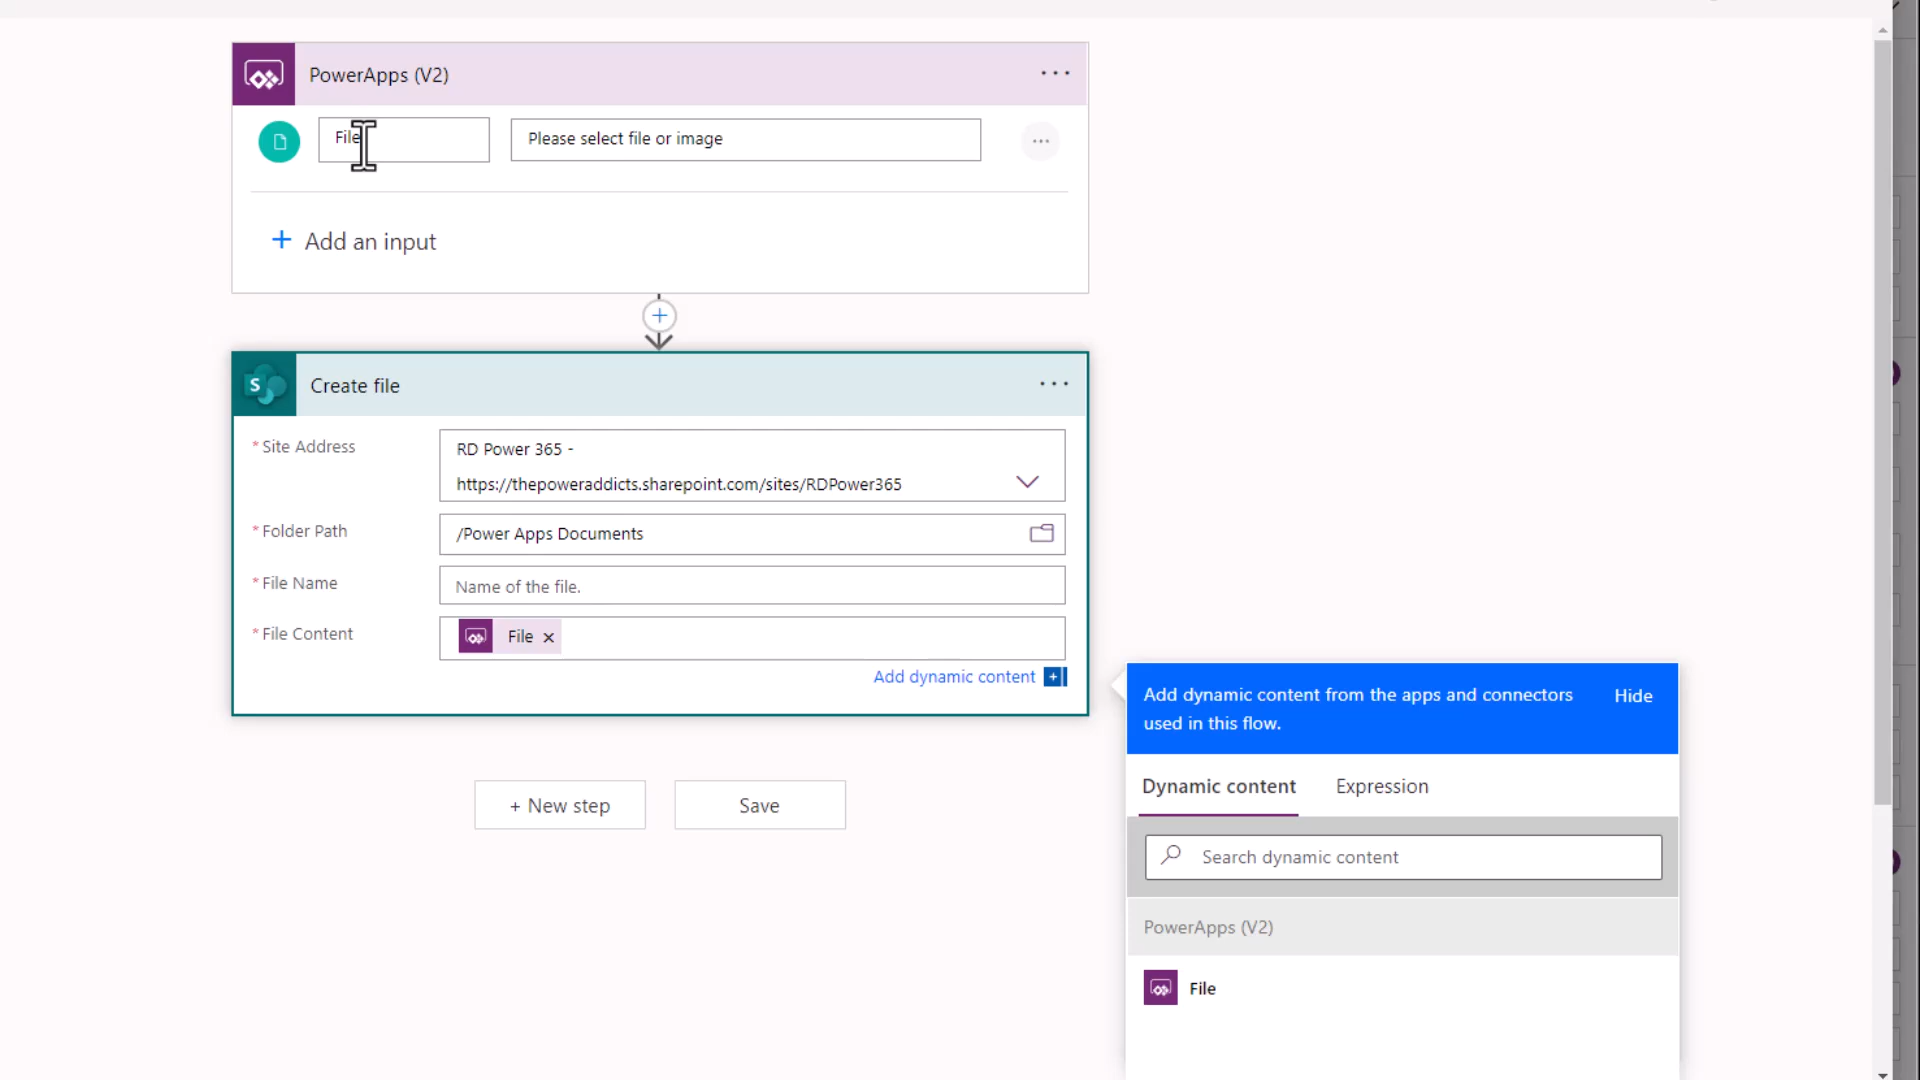 PowerApps (V2)
File
Please select file or image
+ Add an input
S
Create file
* Site Address
RD Power 365 -
https://thepoweraddicts.sharepoint.com/sites/RDPower365
* Folder Path
/Power Apps Documents
* File Name
Name of the file.
* File Content
File ×
Add dynamic content +
Add dynamic content from the apps and connectors
used in this flow.
Hide
+ New step
Save
Dynamic content
Expression
Search dynamic content
PowerApps (V2)
File